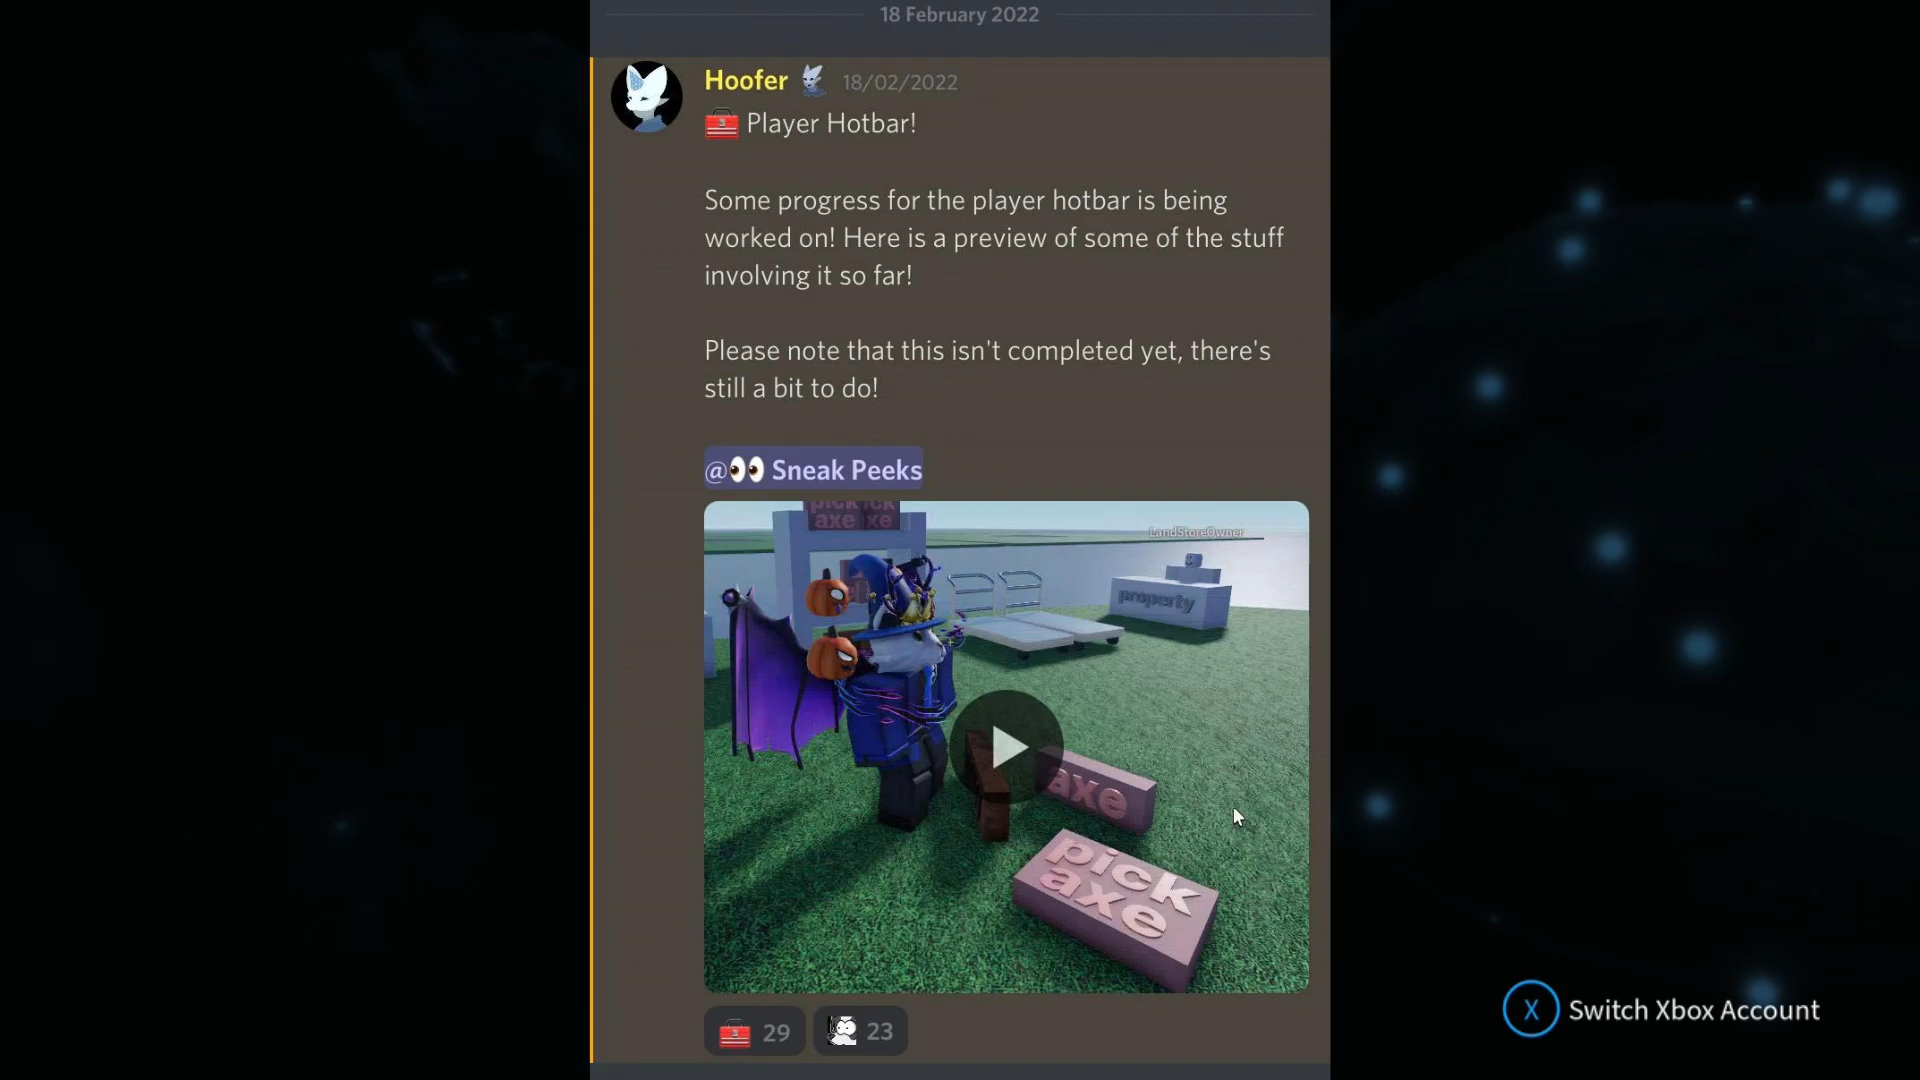 18 February 2022
Hoofer 18/02/2022
Player Hotbar!
Some progress for the player hotbar is being
worked on! Here is a preview of some of the stuff
involving it so far!
Please note that this isn't completed yet, there's
still a bit to do!
@👀 Sneak Peeks
axe
LandStoreOwner
property
axe
pick
axe
29 23
X Switch Xbox Account